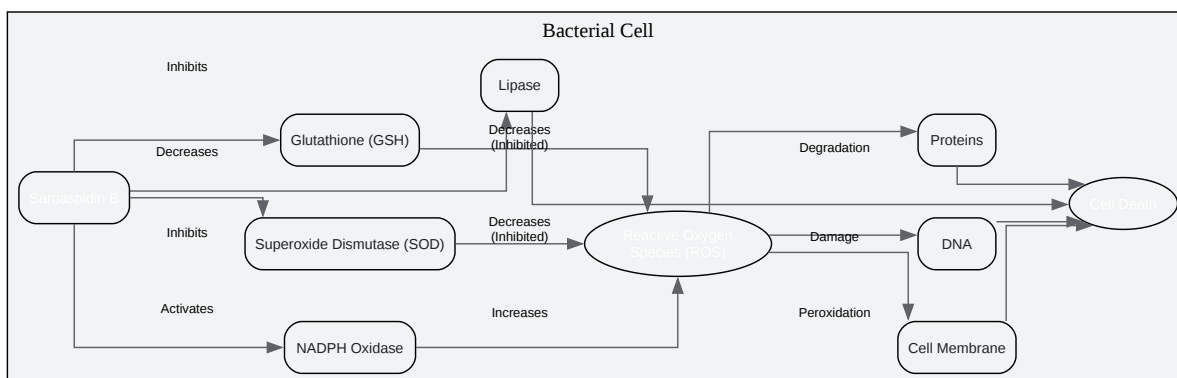 Bacterial Cell
Inhibits
Lipase
Glutathione (GSH)
Decreases
(Inhibited)
Decreases
Degradation
Proteins
Sarcaspidin B
Cell Death
Inhibits
Superoxide Dismutase (SOD)
Decreases
(Inhibited)
Reactive Oxygen
Species (ROS)
Damage
DNA
Activates
Increases
Peroxidation
NADPH Oxidase
Cell Membrane